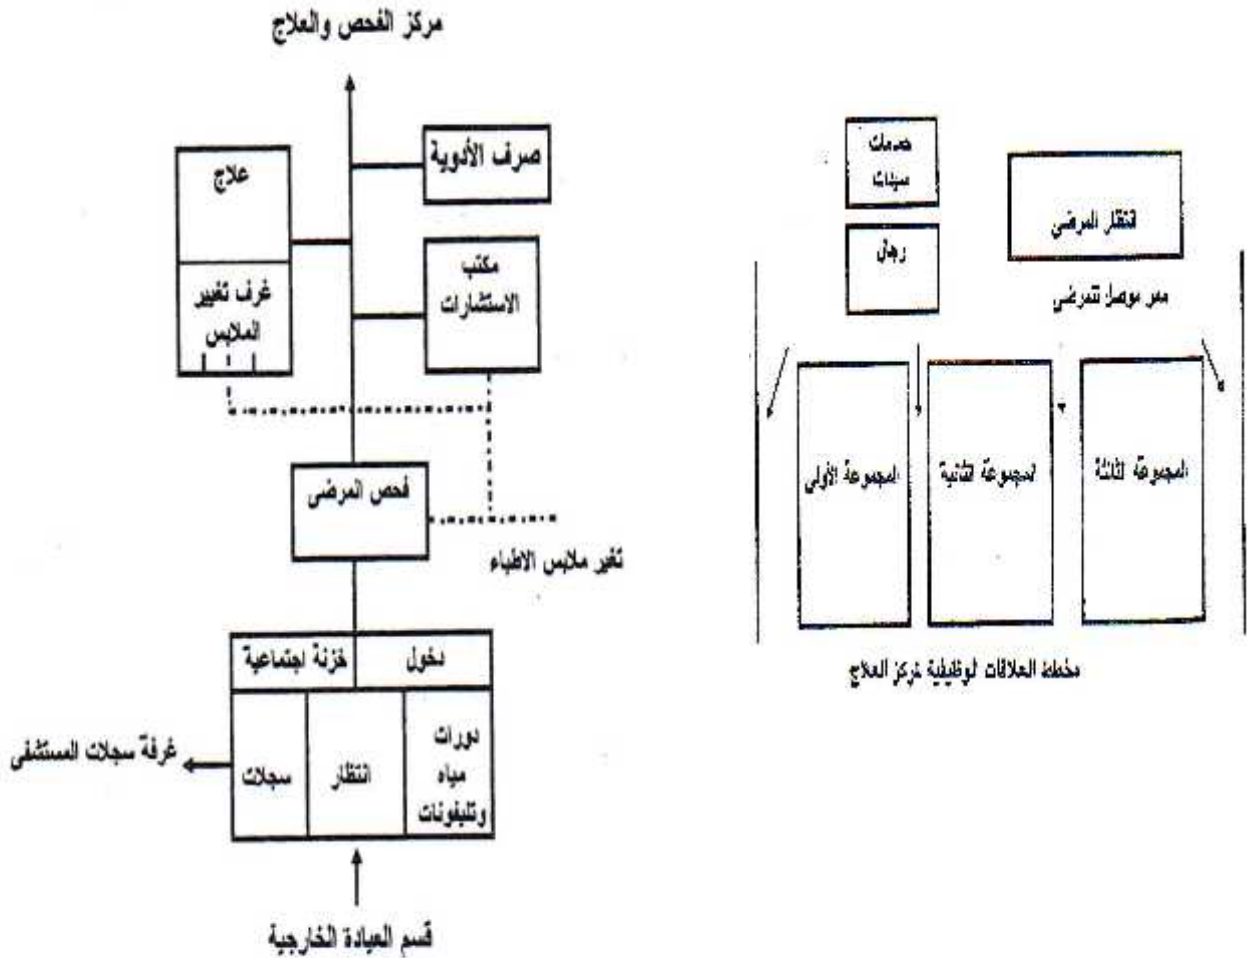 مركز الفحص والعلاج
صرف الأدوية
علاج
مكتب
الاستشارات
غرف تغيير
الملابس
فحص المرضى
تغير ملابس الاطباء
دخول
خزنة اجتماعية
دورات
مياه
وتليفونات
انتظار
سجلات
غرفة سجلات المستشفى
قسم العيادة الخارجية
خدمات
سيدات
رجال
انتظار المرضى
ممر موصل للمرضى
المجموعة الأولى
المجموعة الثانية
المجموعة الثالثة
مخطط العلاقات الوظيفية لمركز العلاج